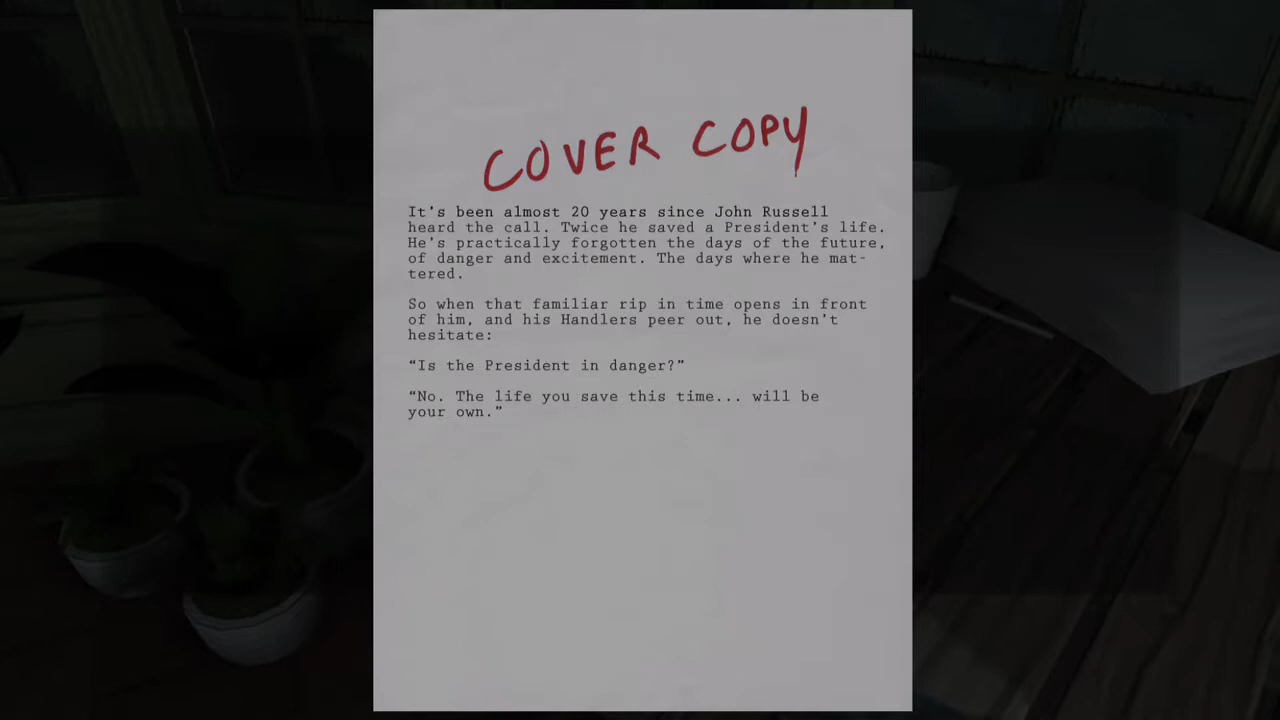 COVER COPY
It’s been almost 20 years since John Russell
heard the call. Twice he saved a President’s life.
He’s practically forgotten the days of the future,
of danger and excitement. The days where he mat-
tered.
So when that familiar rip in time opens in front
of him, and his Handlers peer out, he doesn’t
hesitate:
“Is the President in danger?”
“No. The life you save this time... will be
your own.”